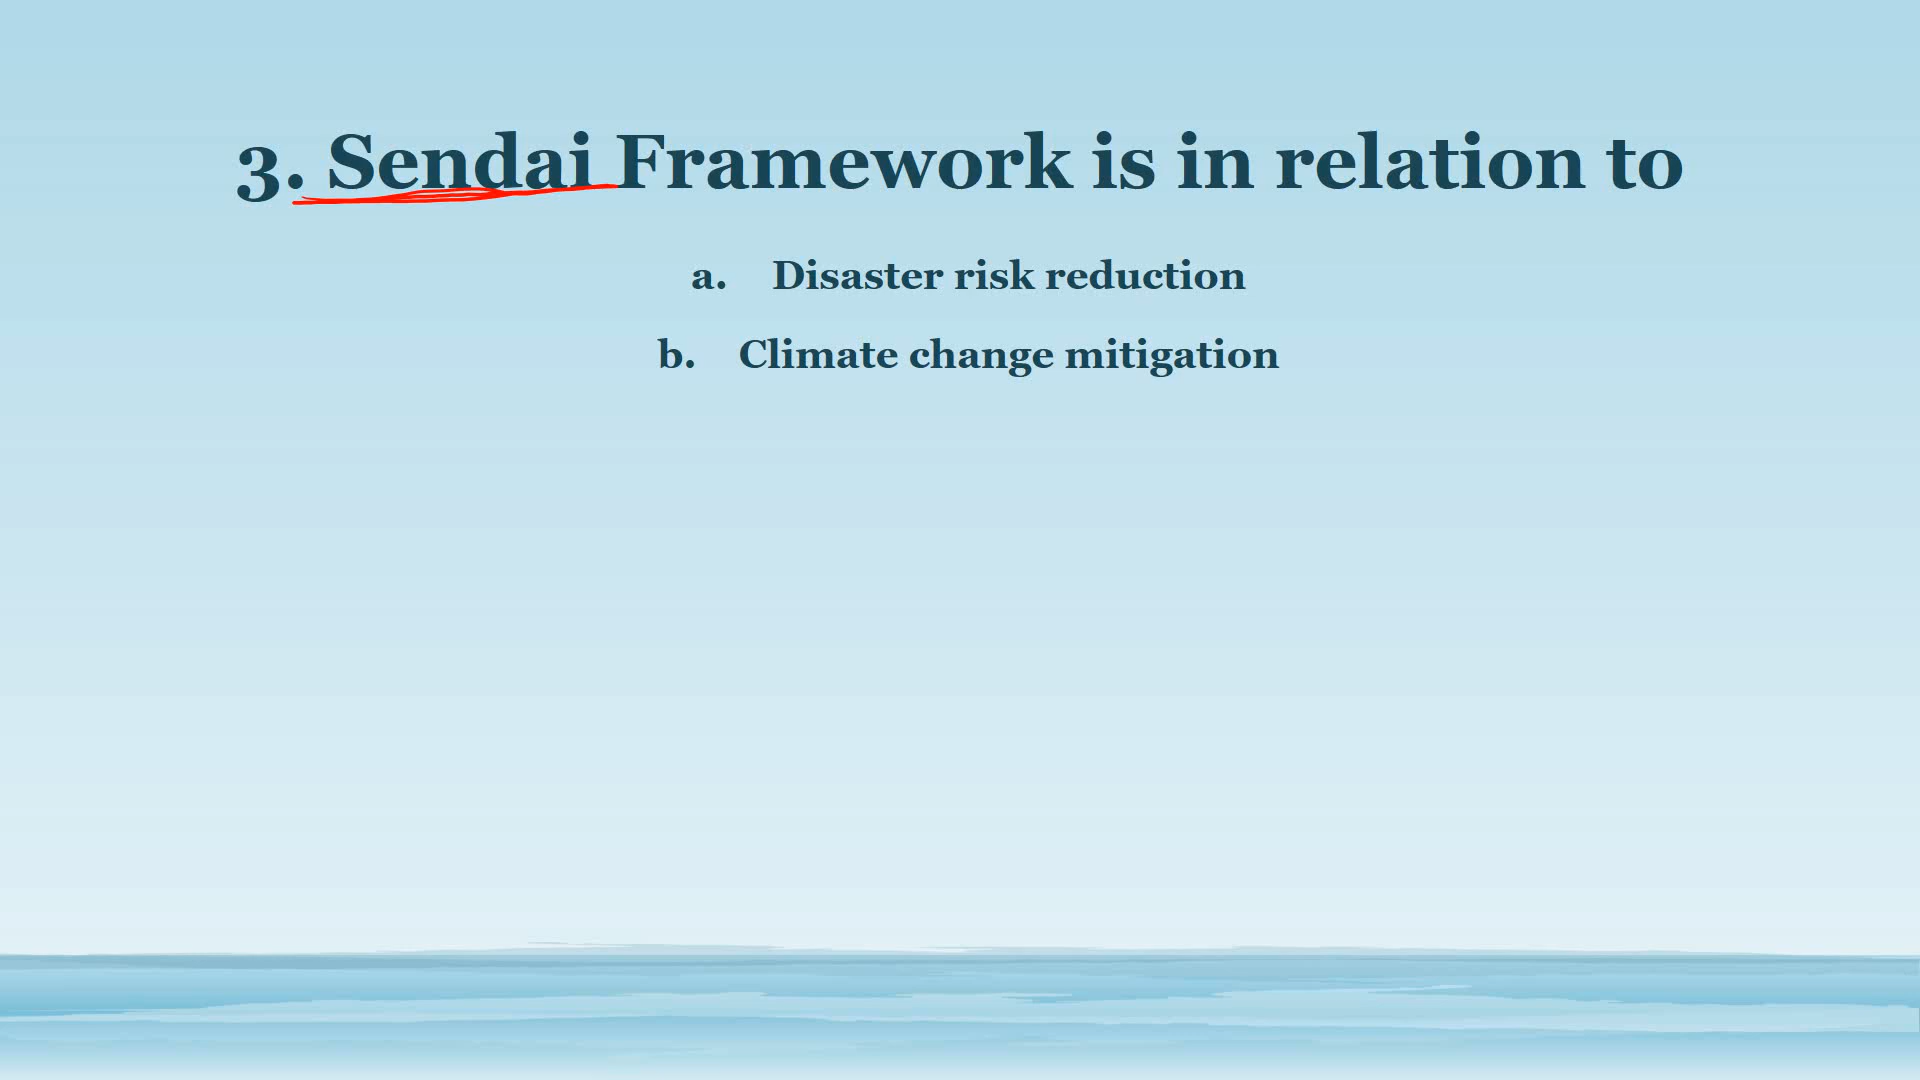 3. Sendai Framework is in relation to
a. Disaster risk reduction
b. Climate change mitigation